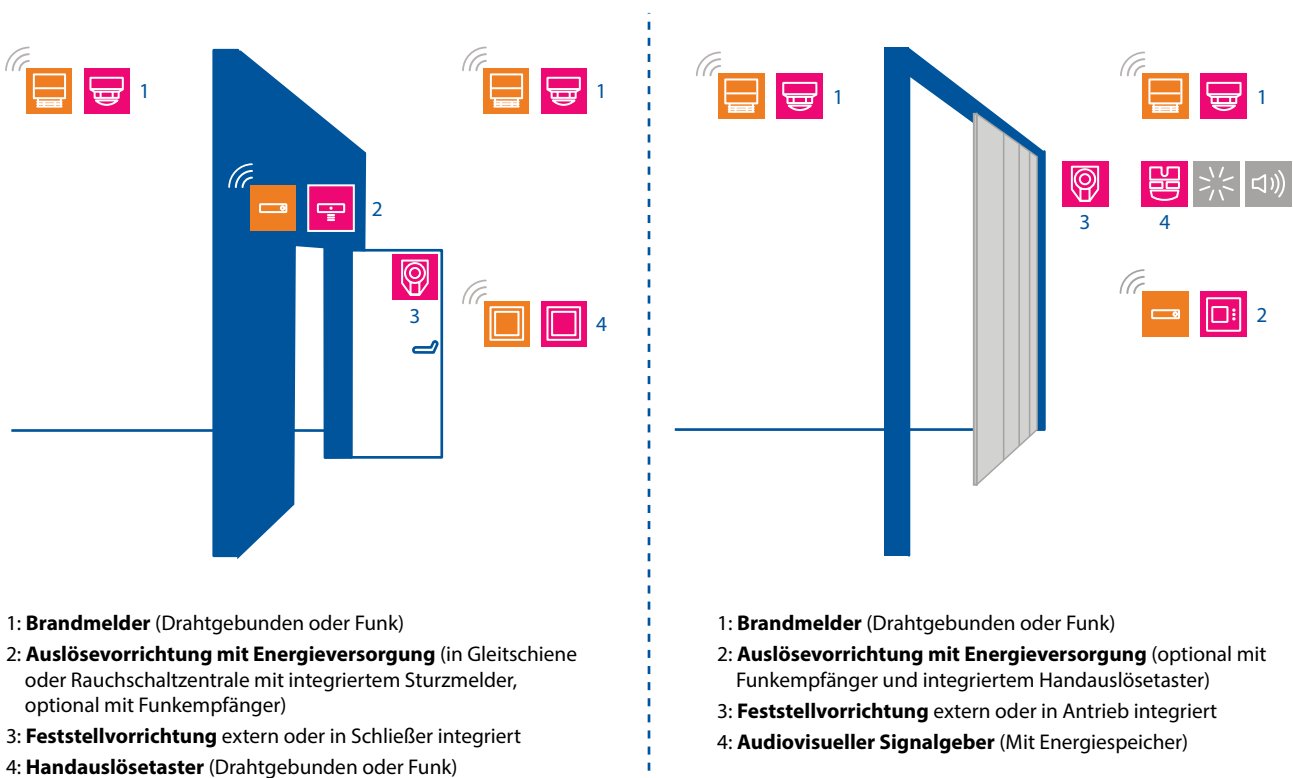 1
1
2
3
4
1
1
3
4
2
1: Brandmelder (Drahtgebunden oder Funk)
2: Auslösevorrichtung mit Energieversorgung (in Gleitschiene
oder Rauchschaltzentrale mit integriertem Sturzmelder,
optional mit Funkempfänger)
3: Feststellvorrichtung extern oder in Schließer integriert
4: Handauslösetaster (Drahtgebunden oder Funk)
1: Brandmelder (Drahtgebunden oder Funk)
2: Auslösevorrichtung mit Energieversorgung (optional mit
Funkempfänger und integriertem Handauslösetaster)
3: Feststellvorrichtung extern oder in Antrieb integriert
4: Audiovisueller Signalgeber (Mit Energiespeicher)